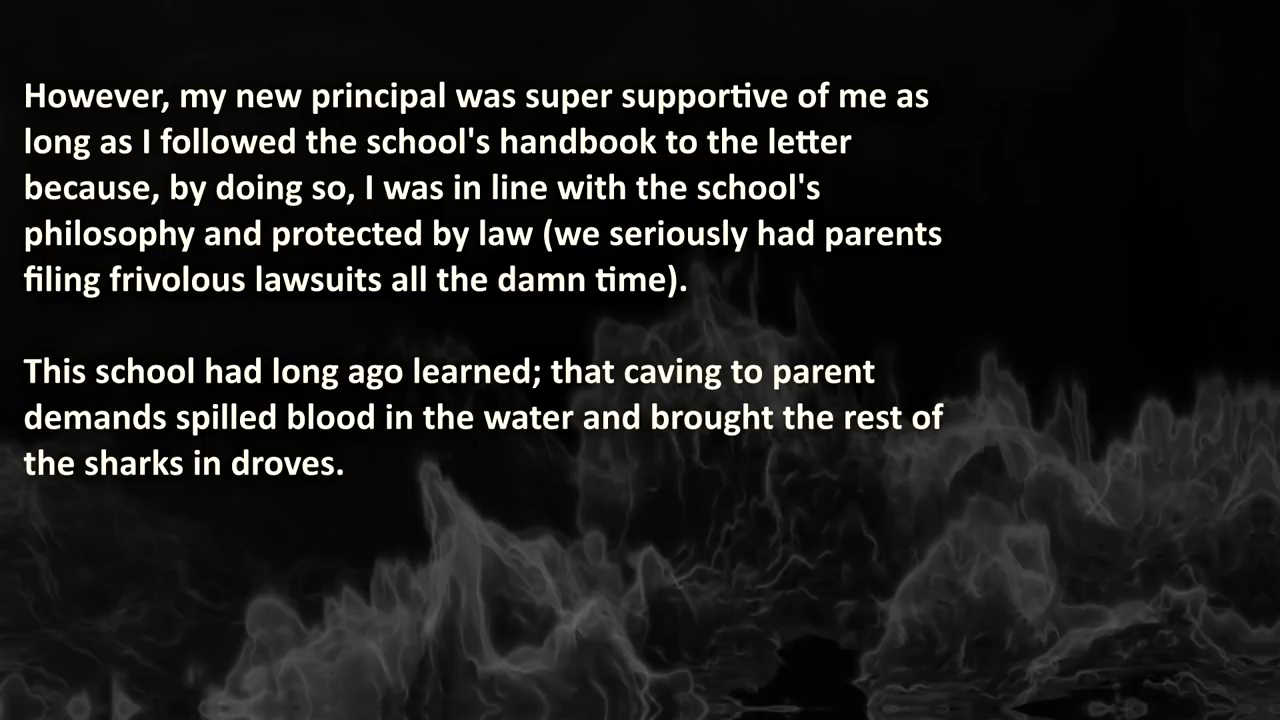 However, my new principal was super supportive of me as
long as I followed the school's handbook to the letter
because, by doing so, I was in line with the school's
philosophy and protected by law (we seriously had parents
filing frivolous lawsuits all the damn time).
This school had long ago learned; that caving to parent
demands spilled blood in the water and brought the rest of
the sharks in droves.